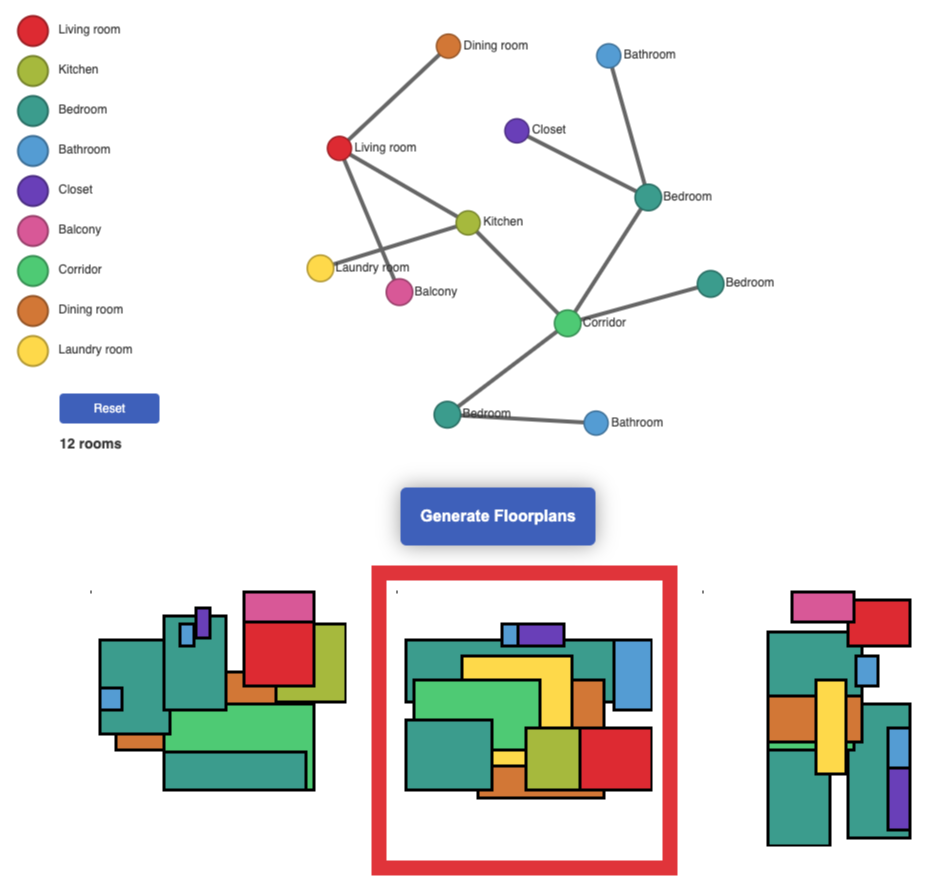 Living room
Kitchen
Bedroom
Bathroom
Closet
Balcony
Corridor
Dining room
Laundry room
Reset
12 rooms
Dining room
Bathroom
Closet
Living room
Bedroom
Kitchen
Laundry room
Bedroom
Balcony
Corridor
Bedroom
Bathroom
Generate Floorplans